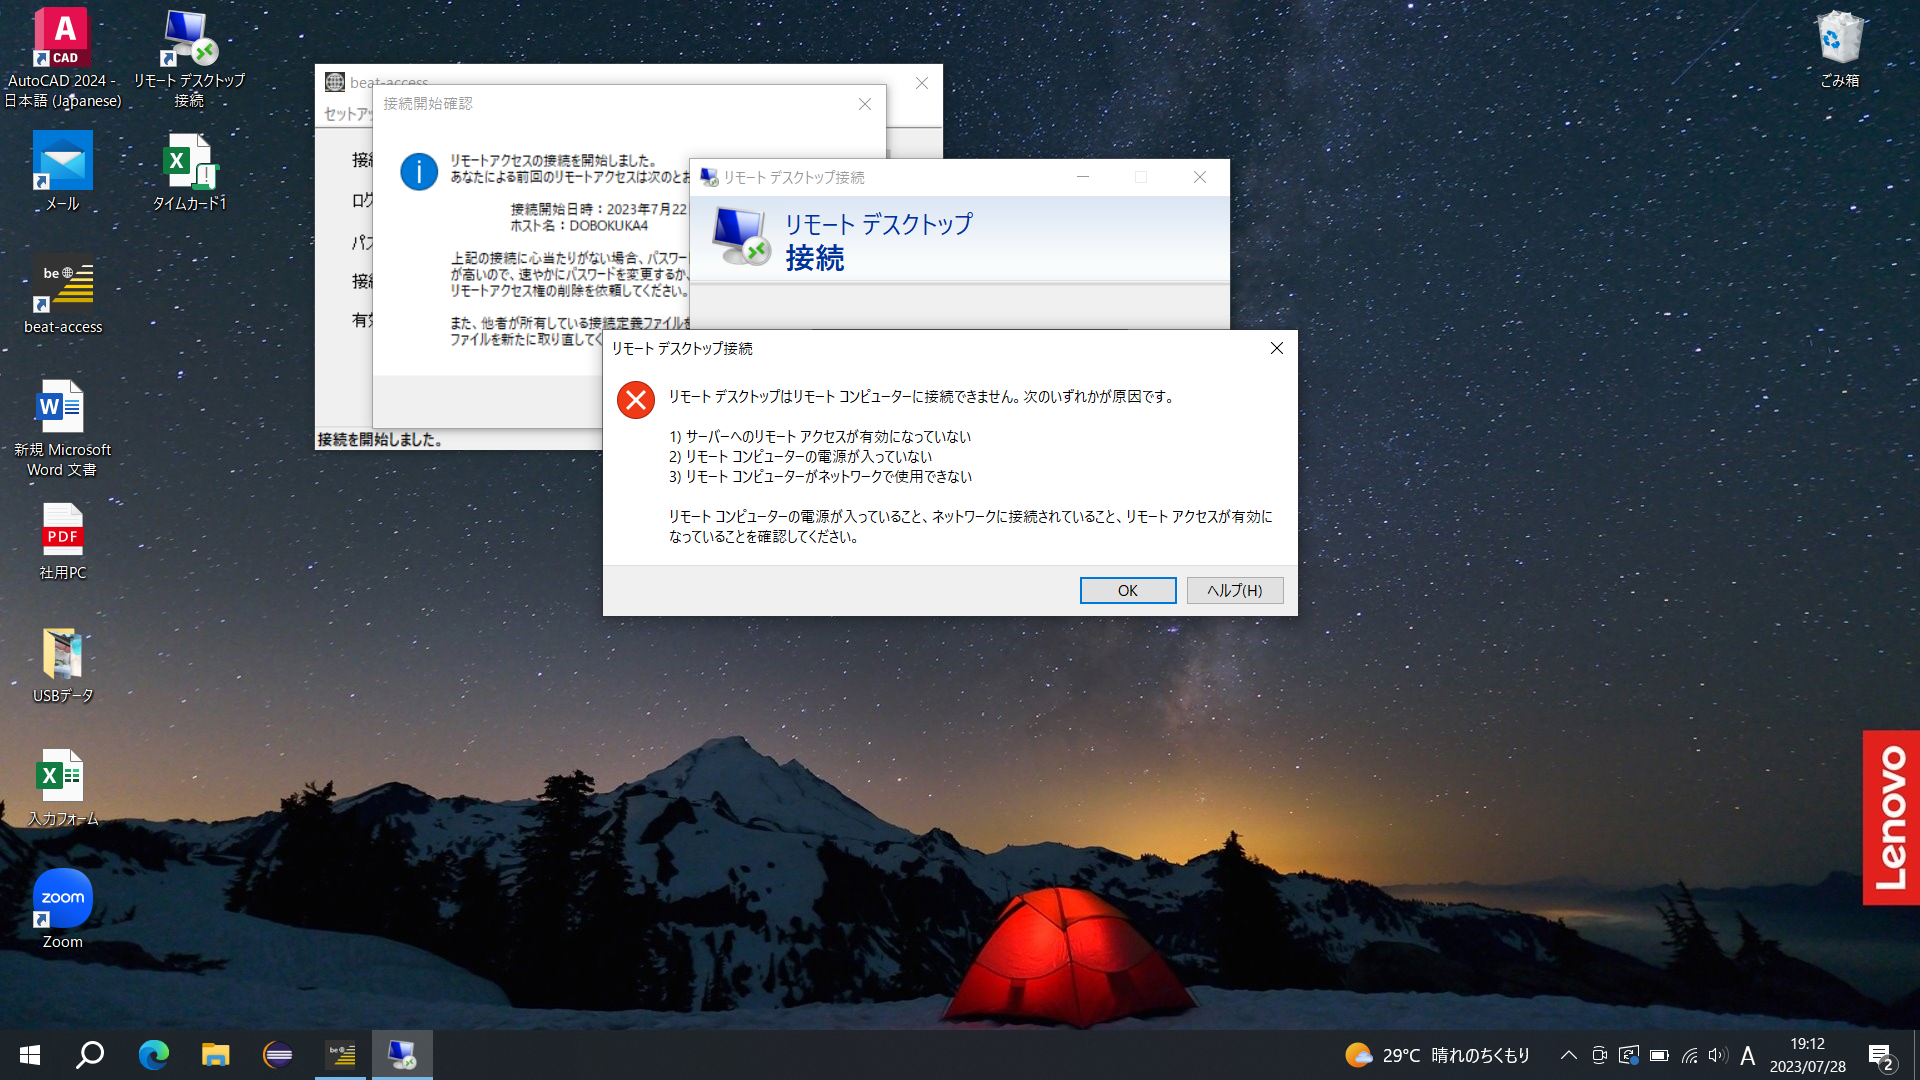 AutoCAD 2024 -
日本語 (Japanese)
リモート デスクトップ
接続
メール
タイムカード1
be
beat-access
新規 Microsoft
Word 文書
PDF
社用PC
USBデータ
入力フォーム
zoom
Zoom
A
CAD
ごみ箱
beat-access
セットアッ
接続
ログ
パス
接続
有効
接続を開始しました。
接続開始確認
リモートアクセスの接続を開始しました。
あなたによる前回のリモートアクセスは次のとお
接続開始日時：2023年7月22
ホスト名：DOBOKUKA4
上記の接続に心当たりがない場合、パスワー
が高いので、速やかにパスワードを変更するか、
リモートアクセス権の削除を依頼してください。
また、他者が所有している接続定義ファイルを
ファイルを新たに取り直してく
リモート デスクトップ接続
リモート デスクトップ
接続
リモート デスクトップ接続
リモート デスクトップはリモート コンピューターに接続できません。次のいずれかが原因です。
1) サーバーへのリモート アクセスが有効になっていない
2) リモート コンピューターの電源が入っていない
3) リモート コンピューターがネットワークで使用できない
リモート コンピューターの電源が入っていること、ネットワークに接続されていること、リモート アクセスが有効に
なっていることを確認してください。
OK
ヘルプ(H)
Lenovo
29°C 晴れのちくもり
A
19:12
2023/07/28
2